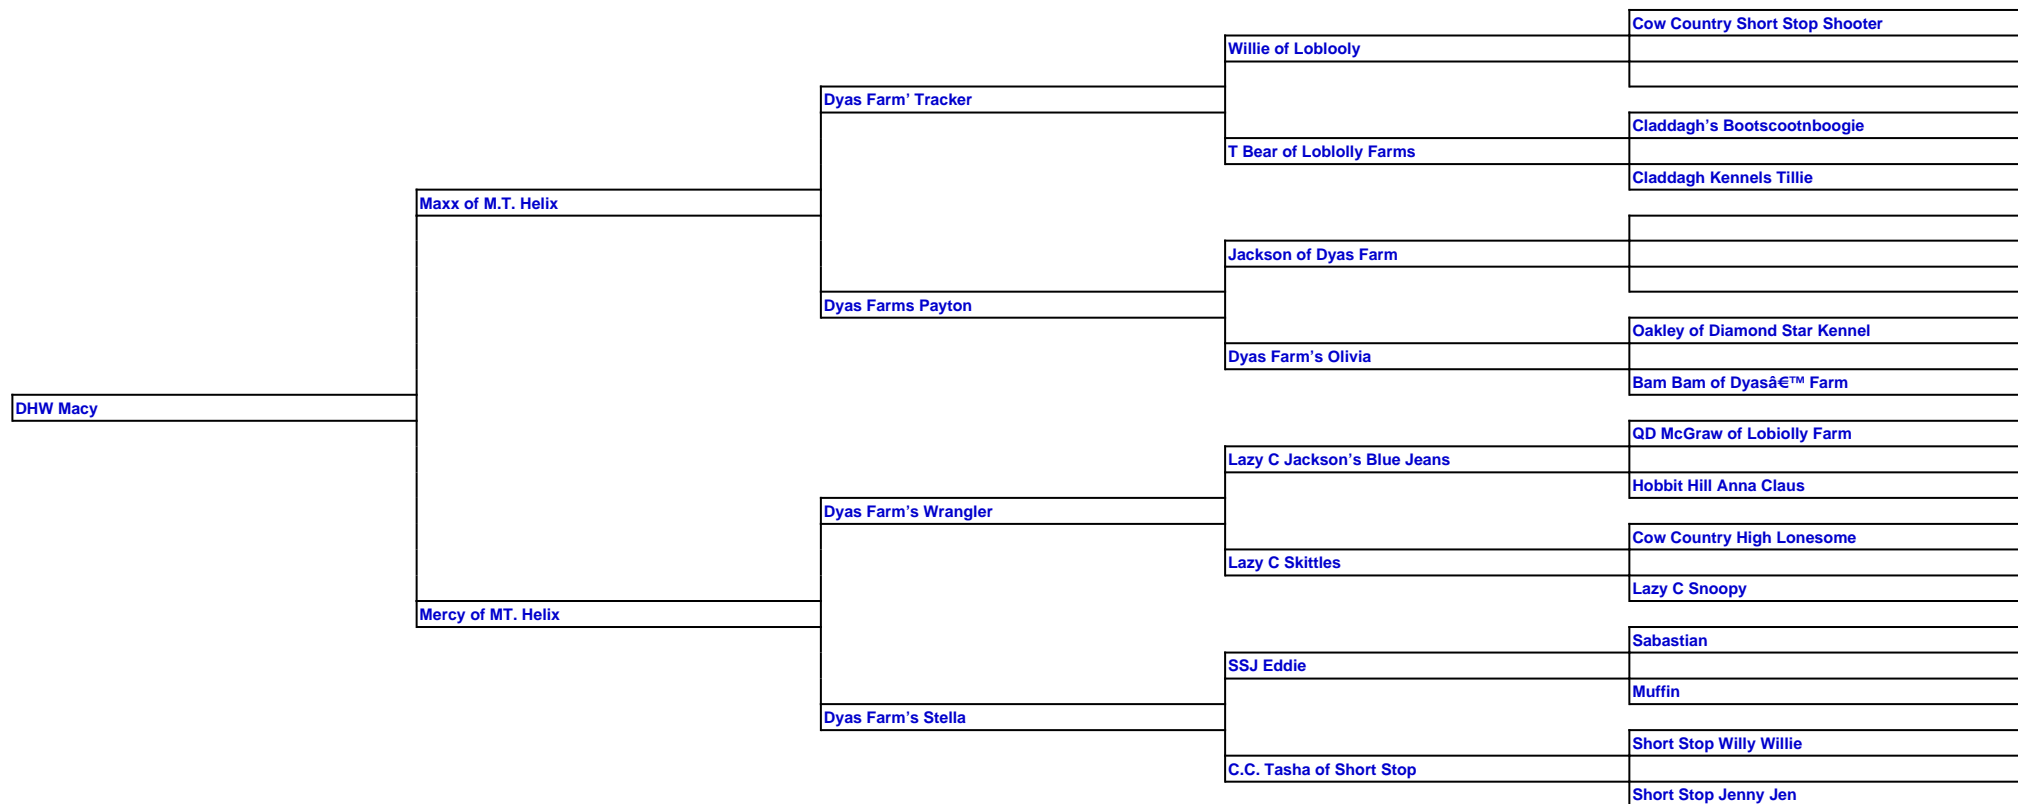 Cow Country Short Stop Shooter
Willie of Loblooly
Dyas Farm’ Tracker
Claddagh’s Bootscootnboogie
T Bear of Loblolly Farms
Claddagh Kennels Tillie
Maxx of M.T. Helix
Jackson of Dyas Farm
Dyas Farms Payton
Oakley of Diamond Star Kennel
Dyas Farm’s Olivia
Bam Bam of Dyasâ€™ Farm
DHW Macy
QD McGraw of Lobiolly Farm
Lazy C Jackson’s Blue Jeans
Hobbit Hill Anna Claus
Dyas Farm’s Wrangler
Cow Country High Lonesome
Lazy C Skittles
Lazy C Snoopy
Mercy of MT. Helix
Sabastian
SSJ Eddie
Muffin
Dyas Farm’s Stella
Short Stop Willy Willie
C.C. Tasha of Short Stop
Short Stop Jenny Jen